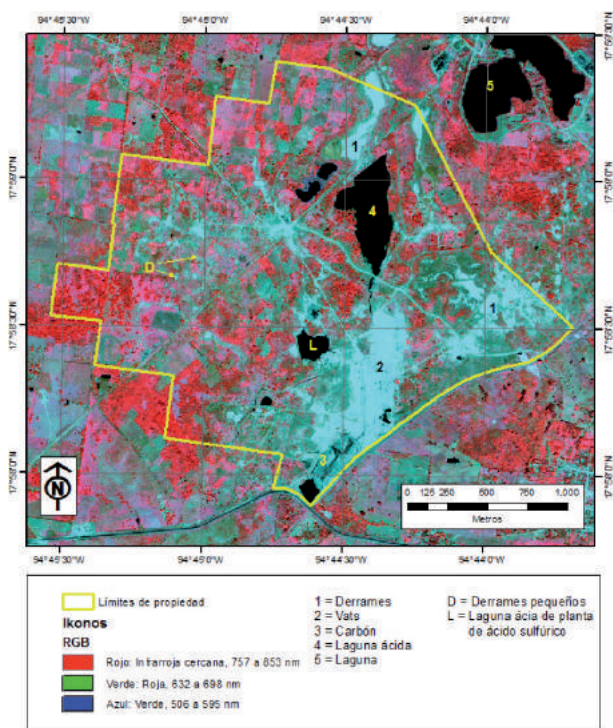 94°45'30"W 94°45'0"W 94°44'30"W 94°44'0"W
17°59'30"N
17°59'0"N 17°59'0"N
17°58'30"N 17°58'30"N
17°58'0"N 17°58'0"N
5
1
4
D
1
L
2
3
N
0 125 250 500 750 1,000
Metros
94°45'30"W 94°45'0"W 94°44'30"W 94°44'0"W
Límites de propiedad
Ikonos
RGB
Rojo: Infrarroja cercana, 757 a 853 nm
Verde: Roja, 632 a 698 nm
Azul: Verde, 506 a 595 nm
1 = Derrames
2 = Vats
3 = Carbón
4 = Laguna ácida
5 = Laguna
D = Derrames pequeños
L = Laguna ácia de planta
de ácido sulfúrico